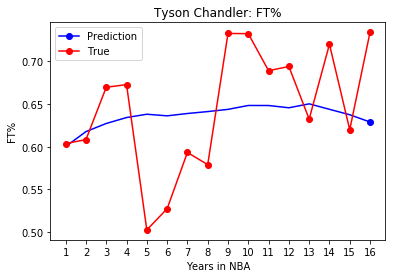 Tyson Chandler: FT%
Prediction
True
FT%
0.70
0.65
0.60
0.55
0.50
1 2 3 4 5 6 7 8 9 10 11 12 13 14 15 16
Years in NBA